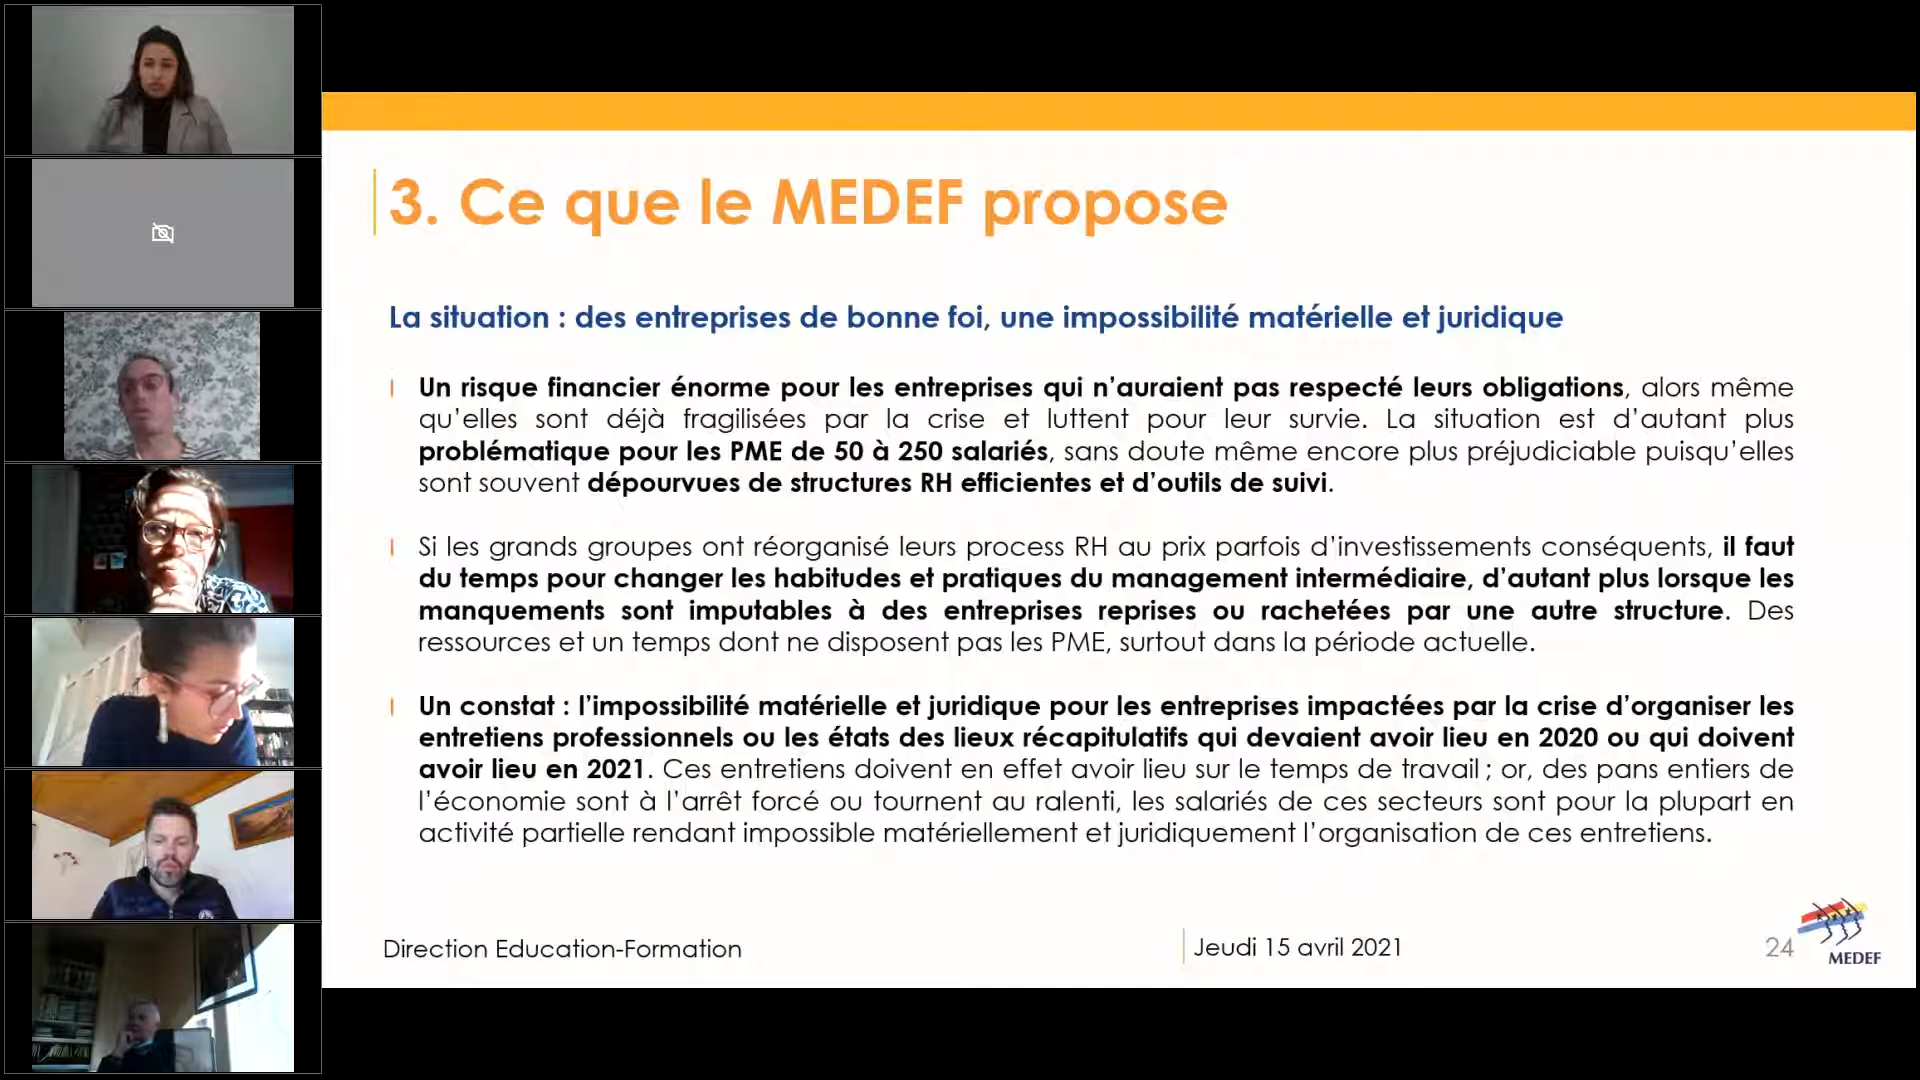 3. Ce que le MEDEF propose
La situation : des entreprises de bonne foi, une impossibilité matérielle et juridique
Un risque financier énorme pour les entreprises qui n’auraient pas respecté leurs obligations, alors même
qu’elles sont déjà fragilisées par la crise et luttent pour leur survie. La situation est d’autant plus
problématique pour les PME de 50 à 250 salariés, sans doute même encore plus préjudiciable puisqu’elles
sont souvent dépourvues de structures RH efficientes et d’outils de suivi.
Si les grands groupes ont réorganisé leurs process RH au prix parfois d’investissements conséquents, il faut
du temps pour changer les habitudes et pratiques du management intermédiaire, d’autant plus lorsque les
manquements sont imputables à des entreprises reprises ou rachetées par une autre structure. Des
ressources et un temps dont ne disposent pas les PME, surtout dans la période actuelle.
Un constat : l’impossibilité matérielle et juridique pour les entreprises impactées par la crise d’organiser les
entretiens professionnels ou les états des lieux récapitulatifs qui devaient avoir lieu en 2020 ou qui doivent
avoir lieu en 2021. Ces entretiens doivent en effet avoir lieu sur le temps de travail ; or, des pans entiers de
l’économie sont à l’arrêt forcé ou tournent au ralenti, les salariés de ces secteurs sont pour la plupart en
activité partielle rendant impossible matériellement et juridiquement l’organisation de ces entretiens.
Direction Education-Formation
Jeudi 15 avril 2021
24
MEDEF